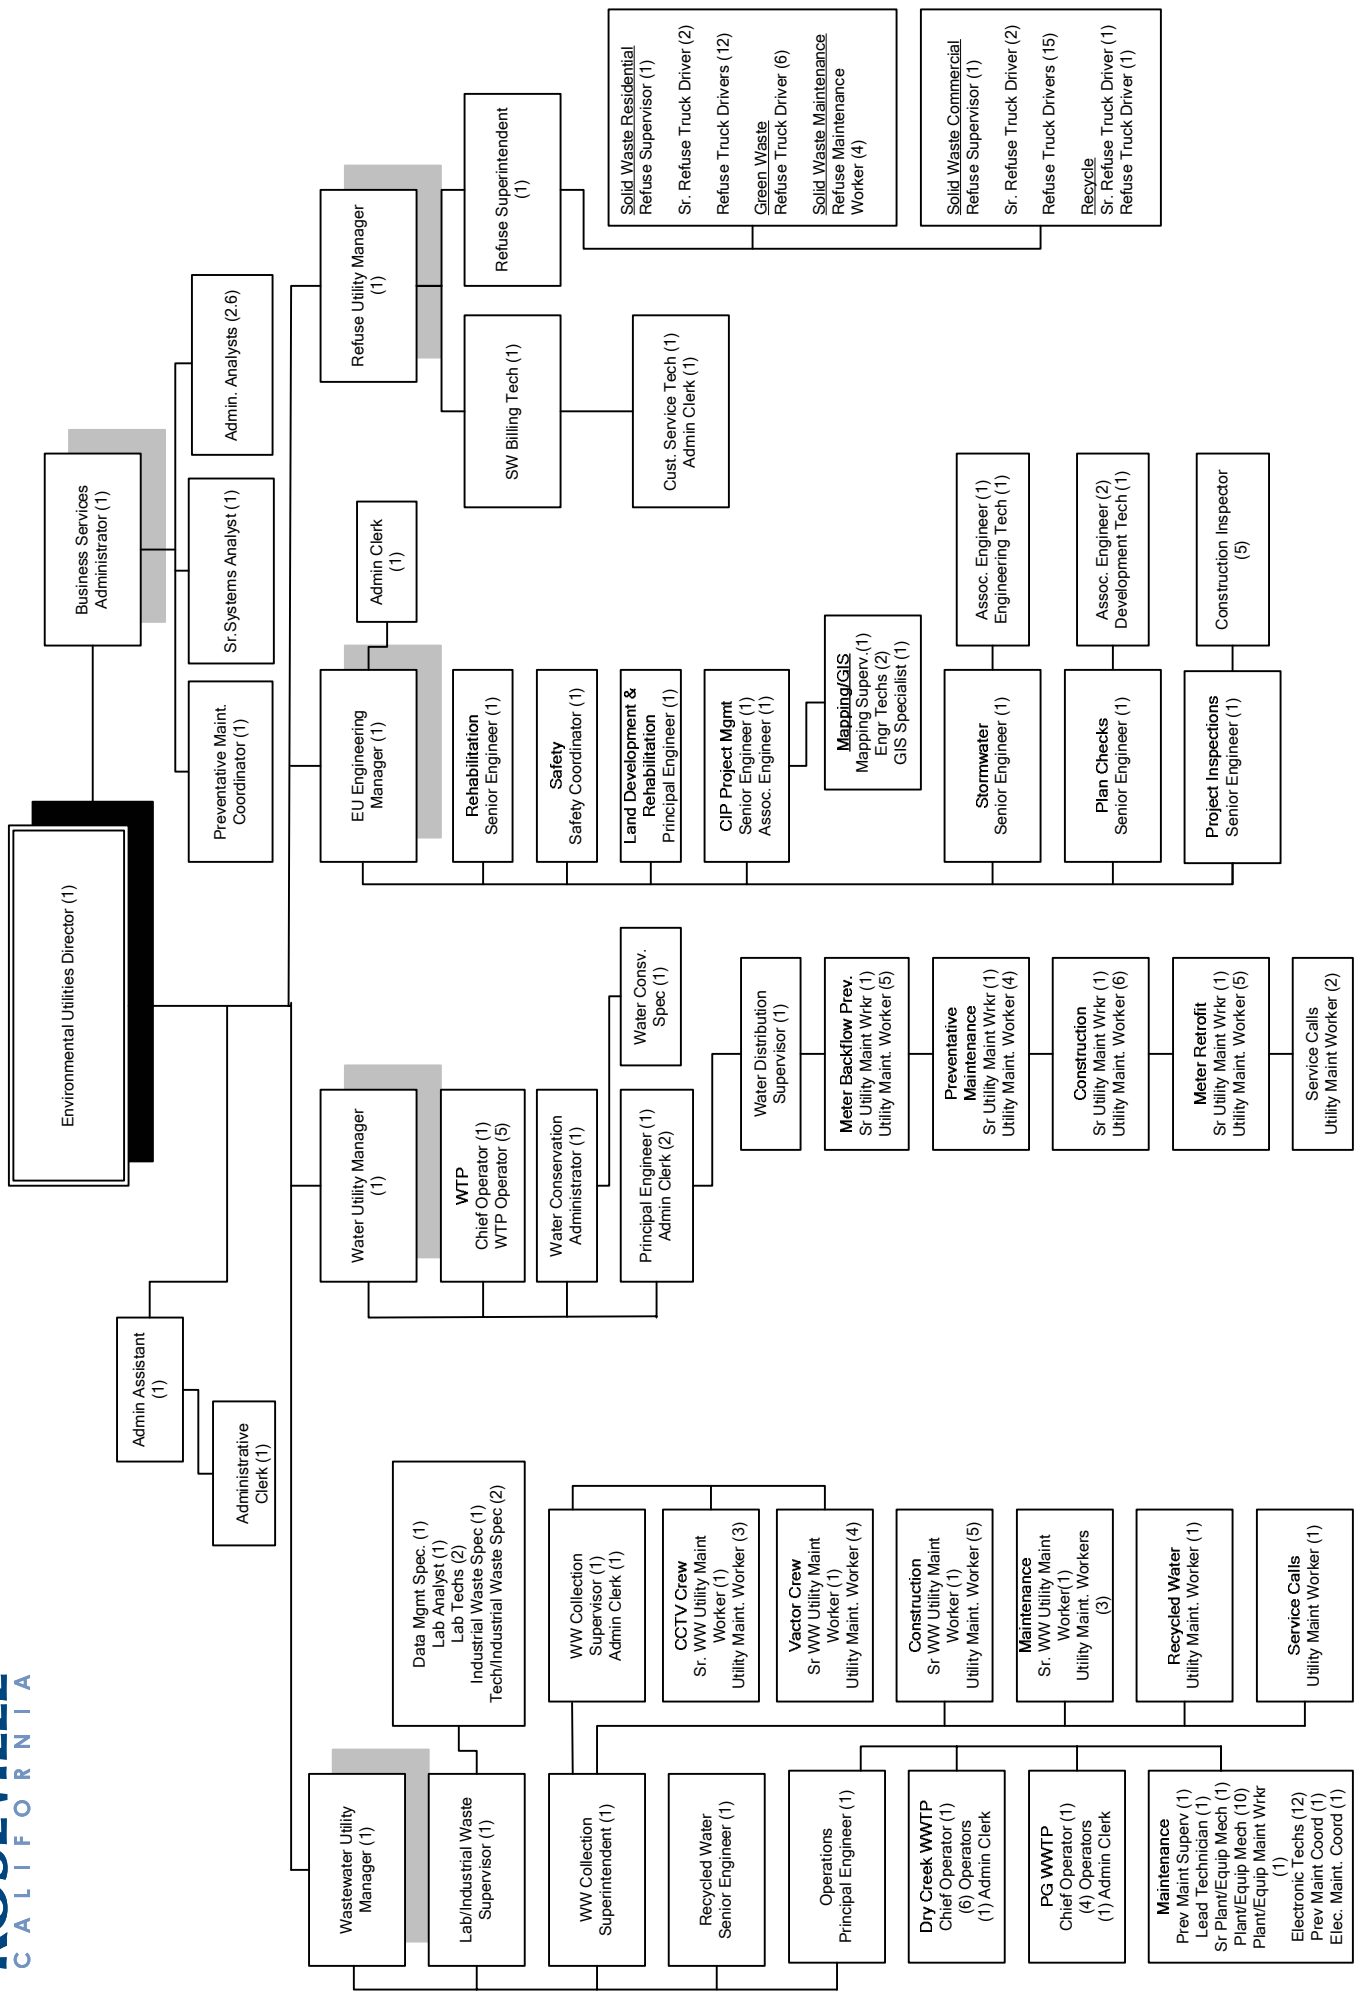 ROSEVILLE
CALIFORNIA
Environmental Utilities Director (1)
Business Services
Administrator (1)
Preventative Maint.
Coordinator (1)
Sr.Systems Analyst (1)
Admin. Analysts (2.6)
Admin Assistant
(1)
Administrative
Clerk (1)
Wastewater Utility
Manager (1)
Lab/Industrial Waste
Supervisor (1)
Data Mgmt Spec. (1)
Lab Analyst (1)
Lab Techs (2)
Industrial Waste Spec (1)
Tech/Industrial Waste Spec (2)
WW Collection
Superintendent (1)
WW Collection
Supervisor (1)
Admin Clerk (1)
CCTV Crew
Sr. WW Utility Maint
Worker (1)
Utility Maint. Worker (3)
Vactor Crew
Sr WW Utility Maint
Worker (1)
Utility Maint. Worker (4)
Construction
Sr WW Utility Maint
Worker (1)
Utility Maint. Worker (5)
Maintenance
Sr. WW Utility Maint
Worker(1)
Utility Maint. Workers
(3)
Recycled Water
Utility Maint. Worker (1)
Service Calls
Utility Maint Worker (1)
Recycled Water
Senior Engineer (1)
Operations
Principal Engineer (1)
Dry Creek WWTP
Chief Operator (1)
(6) Operators
(1) Admin Clerk
PG WWTP
Chief Operator (1)
(4) Operators
(1) Admin Clerk
Maintenance
Prev Maint Superv (1)
Lead Technician (1)
Sr Plant/Equip Mech (1)
Plant/Equip Mech (10)
Plant/Equip Maint Wrkr
(1)
Electronic Techs (12)
Prev Maint Coord (1)
Elec. Maint. Coord (1)
Water Utility Manager
(1)
WTP
Chief Operator (1)
WTP Operator (5)
Water Conservation
Administrator (1)
Water Consv.
Spec (1)
Principal Engineer (1)
Admin Clerk (2)
Water Distribution
Supervisor (1)
Meter Backflow Prev.
Sr Utility Maint Wrkr (1)
Utility Maint. Worker (5)
Preventative
Maintenance
Sr Utility Maint Wrkr (1)
Utility Maint. Worker (4)
Construction
Sr Utility Maint Wrkr (1)
Utility Maint. Worker (6)
Meter Retrofit
Sr Utility Maint Wrkr (1)
Utility Maint. Worker (5)
Service Calls
Utility Maint Worker (2)
EU Engineering
Manager (1)
Admin Clerk
(1)
Rehabilitation
Senior Engineer (1)
Safety
Safety Coordinator (1)
Land Development &
Rehabilitation
Principal Engineer (1)
CIP Project Mgmt
Senior Engineer (1)
Assoc. Engineer (1)
Mapping/GIS
Mapping Superv.(1)
Engr Techs (2)
GIS Specialist (1)
Stormwater
Senior Engineer (1)
Assoc. Engineer (1)
Engineering Tech (1)
Plan Checks
Senior Engineer (1)
Assoc. Engineer (2)
Development Tech (1)
Project Inspections
Senior Engineer (1)
Construction Inspector
(5)
Refuse Utility Manager
(1)
SW Billing Tech (1)
Cust. Service Tech (1)
Admin Clerk (1)
Refuse Superintendent
(1)
Solid Waste Residential
Refuse Supervisor (1)
Sr. Refuse Truck Driver (2)
Refuse Truck Drivers (12)
Green Waste
Refuse Truck Driver (6)
Solid Waste Maintenance
Refuse Maintenance
Worker (4)
Solid Waste Commercial
Refuse Supervisor (1)
Sr. Refuse Truck Driver (2)
Refuse Truck Drivers (15)
Recycle
Sr. Refuse Truck Driver (1)
Refuse Truck Driver (1)